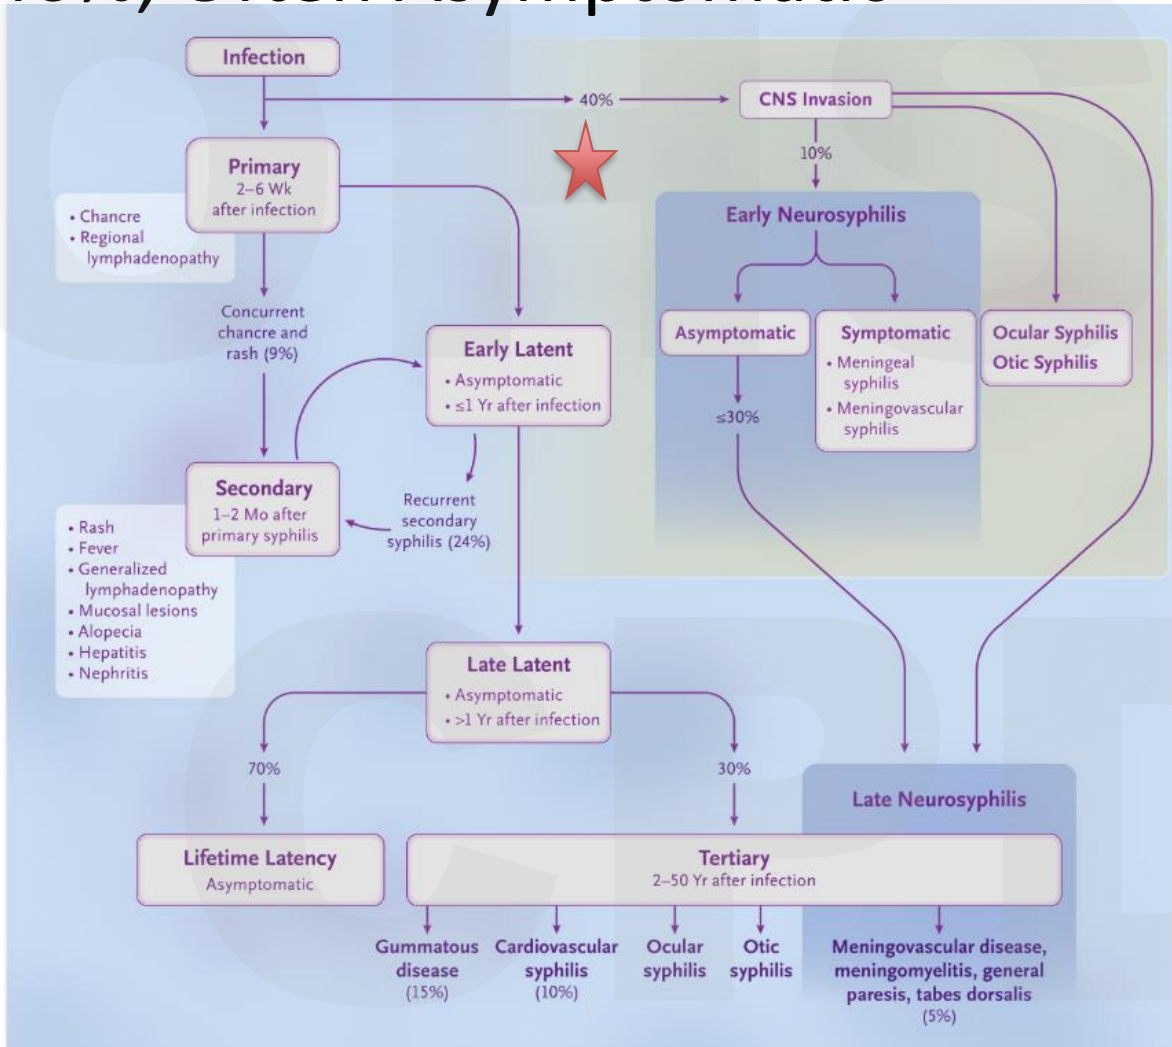 Often Asymptomatic
Infection
40%
CNS Invasion
10%
Primary
2–6 Wk
after infection
• Chancre
• Regional
lymphadenopathy
Early Neurosyphilis
Concurrent
chancre and
rash (9%)
Early Latent
• Asymptomatic
• ≤1 Yr after infection
Asymptomatic
≤30%
Symptomatic
• Meningeal
syphilis
• Meningovascular
syphilis
Ocular Syphilis
Otic Syphilis
Secondary
1–2 Mo after
primary syphilis
Recurrent
secondary
syphilis (24%)
• Rash
• Fever
• Generalized
lymphadenopathy
• Mucosal lesions
• Alopecia
• Hepatitis
• Nephritis
Late Latent
• Asymptomatic
• >1 Yr after infection
70%
30%
Late Neurosyphilis
Lifetime Latency
Asymptomatic
Tertiary
2–50 Yr after infection
Gummatous
disease
(15%)
Cardiovascular
syphilis
(10%)
Ocular
syphilis
Otic
syphilis
Meningovascular disease,
meningomyelitis, general
paresis, tabes dorsalis
(5%)